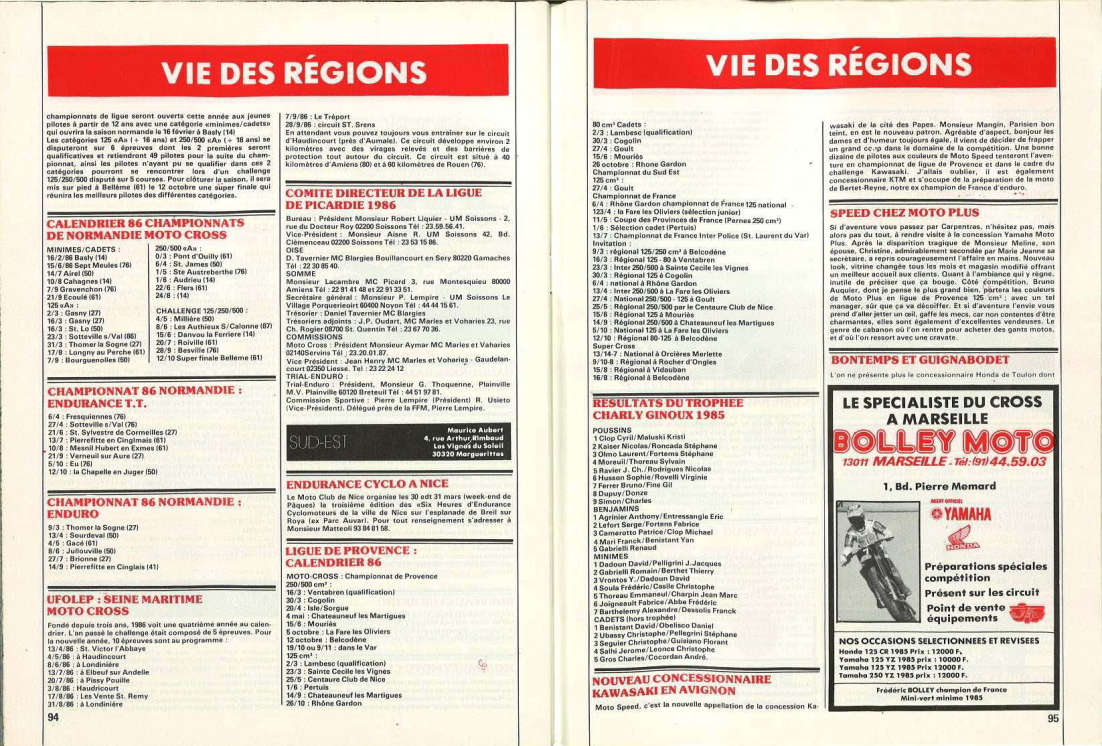 VIE DES RÉGIONS
championnats de ligue seront ouverts cette année aux jeunes
pilotes à partir de 12 ans avec une catégorie «minimes/cadets»
qui ouvrira la saison normande le 16 février à Basly (14)
Les catégories 125 «A» (+ 16 ans) et 250/500 «A» (+ 18 ans) se
disputeront sur 6 épreuves dont les 2 premières seront
qualificatives et retiendront 49 pilotes pour la suite du cham-
pionnat, ainsi les pilotes n'ayant pu se qualifier dans ces 2
catégories pourront se rencontrer lors d'un challenge
125/250/500 disputé sur 5 courses. Pour clôturer la saison, il sera
mis sur pied à Bellème (61) le 12 octobre une super finale qui
réunira les meilleurs pilotes des différentes catégories.
CALENDRIER 86 CHAMPIONNATS
DE NORMANDIE MOTO CROSS
MINIMES/CADETS :
16/2/86 Basly (14)
15/6/86 Sept Meules (76)
14/7 Airel (50)
10/8 Cahagnes (14)
7/9 Gravenchon (76)
21/9 Ecoulé (61)
125 «A» :
2/3 : Gasny (27)
16/3 : Gasny (27)
16/3 : St. Lo (50)
23/3 : Sotteville s/Val (86)
31/3 : Thomer la Sogne (27)
17/8 : Longny au Perche (61)
7/9 : Bourguenolles (50)
250/500 «A» :
0/3 : Pont d'Ouilly (61)
6/4 : St. James (50)
1/5 : Ste Austreberthe (76)
1/6 : Audrieu (14)
22/6 : Flers (61)
24/8 : (14)
CHALLENGE 125/250/500 :
4/5 : Millière (50)
8/6 : Les Authieux S/Calonne (87)
15/6 : Danvou la Ferriere (14)
20/7 : Roiville (61)
28/9 : Besville (76)
12/10 Super finale Belleme (61)
CHAMPIONNAT 86 NORMANDIE :
ENDURANCE T.T.
6/4 : Fresquiennes (76)
27/4 : Sotteville s/Val (76)
21/6 : St. Sylvestre de Cormeilles (27)
13/7 : Pierrefitte en Cinglmais (61)
10/8 : Mesnil Hubert en Exmes (61)
21/9 : Verneuil sur Aure (27)
5/10 : Eu (76)
12/10 : la Chapelle en Juger (50)
CHAMPIONNAT 86 NORMANDIE :
ENDURO
9/3 : Thomer la Sogne (27)
13/4 : Sourdeval (50)
4/5 : Gacé (61)
8/6 : Jullouville (50)
27/7 : Brionne (27)
14/9 : Pierrefitte en Cinglais (41)
UFOLEP : SEINE MARITIME
MOTO CROSS
Fondé depuis trois ans, 1986 voit une quatrième année au calen-
drier. L'an passé le challenge était composé de 5 épreuves. Pour
la nouvelle année, 10 épreuves sont au programme :
13/4/86 : St. Victor l'Abbaye
4/5/86 : à Haudincourt
8/6/86 : à Londinière
13/7/86 : à Elbeuf sur Andelle
20/7/86 : à Pissy Pouille
3/8/86 : Haudricourt
17/8/86 : Les Vente St. Remy
31/8/86 : à Londinière
94
7/9/86 : Le Tréport
28/9/86 : circuit ST. Srens
En attendant vous pouvez toujours vous entraîner sur le circuit
d'Haudincourt (près d'Aumale). Ce circuit développe environ 2
kilomètres avec des virages relevés et des barrières de
protection tout autour du circuit. Ce circuit est situé à 40
kilomètres d'Amiens (80) et à 60 kilomètres de Rouen (76).
COMITE DIRECTEUR DE LA LIGUE
DE PICARDIE 1986
Bureau : Président Monsieur Robert Liquier - UM Soissons - 2,
rue du Docteur Roy 02200 Soissons Tél : 23.59.56.41.
Vice-Président : Monsieur Aisne R. UM Soissons 42, Bd.
Clémenceau 02200 Soissons Tél : 23 53 15 86.
OISE
D. Tavernier MC Blargies Bouillancourt en Sery 80220 Gamaches
Tél : 22 30 85 40.
SOMME
Monsieur Lacambre MC Picard 3, rue Montesquieu 80000
Amiens Tél : 22 91 41 48 et 22 91 33 51.
Secrétaire général : Monsieur P. Lempire - UM Soissons Le
Village Porquerieoirt 60400 Noyon Tél : 44 44 15 61.
Trésorier : Daniel Tavernier MC Blargies
Trésoriers adjoints : J.P. Oudart, MC Marles et Voharies 23, rue
Ch. Rogier 08700 St. Quentin Tél : 23 67 70 36.
COMMISSIONS
Moto Cross : Président Monsieur Aymar MC Marles et Vaharies
02140Servins Tél : 23.20.01.87.
Vice Président : Jean Henry MC Marles et Voharies - Gaudelan-
court 02350 Liesse. Tel : 23 22 24 12
TRIAL-ENDURO :
Trial-Enduro : Président, Monsieur G. Thoquenne, Plainville
M.V. Plainville 60120 Breteuil Tél : 44 51 97 81.
Commission Sportive : Pierre Lempire (Président) R. Usieto
(Vice-Président). Délégué près de la FFM, Pierre Lempire.
SUD-EST
Maurice Aubert
4, rue Arthur Rimbaud
Les Vignes du Soleil
30320 Marguerittes
ENDURANCE CYCLO A NICE
Le Moto Club de Nice organise les 30 edt 31 mars (week-end de
Pâques) la troisième édition des «Six Heures d'Endurance
Cyclomoteurs de la ville de Nice sur l'esplanade de Breil sur
Roya (ex Parc Auvar). Pour tout renseignement s'adresser à
Monsieur Matteoli 93 84 81 58.
LIGUE DE PROVENCE :
CALENDRIER 86
MOTO-CROSS : Championnat de Provence
250/500 cm³ :
16/3 : Ventabren (qualification)
30/3 : Cogolin
20/4 : Isle/Sorgue
4 mai : Chateauneuf les Martigues
15/6 : Mouriès
5 octobre : La Fare les Oliviers
12 octobre : Belcodène
19/10 ou 9/11 : dans le Var
125 cm³ :
2/3 : Lambesc (qualification)
23/3 : Sainte Cecile les Vignes
25/5 : Centaure Club de Nice
1/6 : Pertuis
14/9 : Chateauneuf les Martigues
26/10 : Rhône Gardon
VIE DES RÉGIONS
80 cm³ Cadets :
2/3 : Lambesc (qualification)
30/3 : Cogolin
27/4 : Goult
15/6 : Mouriès
26 octobre : Rhone Gardon
Championnat du Sud Est
125 cm³ :
27/4 : Goult
Championnat de France
6/4 : Rhône Gardon championnat de France 125 national -
123/4 : la Fare les Oliviers (sélection junior)
11/5 : Coupe des Provinces de France (Pernes 250 cm³)
1/6 : Sélection cadet (Pertuis)
13/7 : Championnat de France Inter Police (St. Laurent du Var)
Invitation :
9/3 : régional 125/250 cm³ à Belcodène
16/3 : Régional 125 - 80 à Ventabren
23/3 : Inter 250/500 à Sainte Cecile les Vignes
30/3 : Régional 125 è Cogolin
6/4 : national à Rhône Gardon
13/4 : Inter 250/500 à La Fare les Oliviers
27/4 : National 250/500 - 125 à Goult
25/5 : Régional 250/500 par le Centaure Club de Nice
15/6 : Régional 125 à Mouriès
14/9 : Régional 250/500 à Chateauneuf les Martigues
5/10 : National 125 à La Fare les Oliviers
12/10 : Régional 80-125 à Belcodène
Super Cross
13/14-7 : National à Orcières Merlette
9/10-8 : Régional à Rocher d'Ongles
15/8 : Régional à Vidauban
16/8 : Régional à Belcodène
RESULTATS DU TROPHEE
CHARLY GINOUX 1985
POUSSINS
1 Clop Cyril/Maluski Kristi
2 Kaiser Nicolas/Roncada Stéphane
3 Olmo Laurent/Fortems Stéphane
4 Moreuil/Thoreau Sylvain
5 Ravier J. Ch./Rodrigues Nicolas
6 Husson Sophie/Rovelli Virginie
7 Ferrer Bruno/Fine Gil
8 Dupuy/Donze
9 Simon/Charles
BENJAMINS
1 Agrinier Anthony/Entressangle Eric
2 Lefort Serge/Fortens Fabrice
3 Camerotto Patrice/Clop Michael
4 Mari Franck/Benistant Yan
5 Gabrielli Renaud
MINIMES
1 Dadoun David/Pelligrini J.Jacques
2 Gabrielli Romain/Berthet Thierry
3 Vrontos Y./Dadoun David
4 Soula Frédéric/Casile Christophe
5 Thoreau Emmaneul/Charpin Jean Marc
6 Joigneault Fabrice/Abbe Frédéric
7 Barthelemy Alexandre/Dessolis Franck
CADETS (hors trophée)
1 Benistant David/Obelisco Daniel
2 Ubassy Christophe/Pellegrini Stéphane
3 Seguier Christophe/Guisiano Florant
4 Salhi Jerome/Leonce Christophe
5 Gros Charles/Cocordan André.
NOUVEAU CONCESSIONNAIRE
KAWASAKI EN AVIGNON
Moto Speed, c'est la nouvelle appellation de la concession Ka-
wasaki de la cité des Papes. Monsieur Mangin, Parisien bon
teint, en est le nouveau patron. Agréable d'aspect, bonjour les
dames et d'humour toujours égale, il vient de décider de frapper
un grand coup dans le domaine de la compétition. Une bonne
dizaine de pilotes aux couleurs de Moto Speed tenteront l'aven-
ture en championnat de ligue de Provence et dans le cadre du
challenge Kawasaki. J'allais oublier, il est également
concessionnaire KTM et s'occupe de la préparation de la moto
de Bertet-Reyne, notre ex champion de France d'enduro.
SPEED CHEZ MOTO PLUS
Si d'aventure vous passez par Carpentras, n'hésitez pas, mais
alors pas du tout, à rendre visite à la concession Yamaha Moto
Plus. Après la disparition tragique de Monsieur Meline, son
épouse, Christine, admirablement secondée par Marie Jeanne sa
secrétaire, a repris courageusement l'affaire en mains. Nouveau
look, vitrine changée tous les mois et magasin modifié offrant
un meilleur accueil aux clients. Quant à l'ambiance qui y règne,
inutile de préciser que ça bouge. Côté compétition, Bruno
Auquier, dont je pense le plus grand bien, portera les couleurs
de Moto Plus en ligue de Provence 125 cm³ ; avec un tel
manager, sûr que ça va décoiffer. Et si d'aventure l'envie vous
prend d'aller jetter un œil, gaffe les mecs, car non contentes d'être
charmantes, elles sont également d'excellentes vendeuses. Le
genre de cabanon où l'on rentre pour acheter des gants motos,
et d'où l'on ressort avec une cravate.
BONTEMPS ET GUIGNABODET
L'on ne présente plus le concessionnaire Honda de Toulon dont
LE SPECIALISTE DU CROSS
A MARSEILLE
BOLLEY MOTO
13011 MARSEILLE - Tél: (91) 44.59.03
1, Bd. Pierre Memard
AGENT OFFICIEL
YAMAHA
HONDA
Préparations spéciales
compétition
Présent sur les circuit
Point de vente
équipements
NOS OCCASIONS SELECTIONNEES ET REVISEES
Honda 125 CR 1985 Prix : 12000 F.
Yamaha 125 YZ 1985 prix : 10000 F.
Yamaha 125 YZ 1985 Prix 12000 F.
Yamaha 250 YZ 1985 prix : 12000 F.
Frédéric BOLLEY champion de France
Mini-vert minime 1985
95